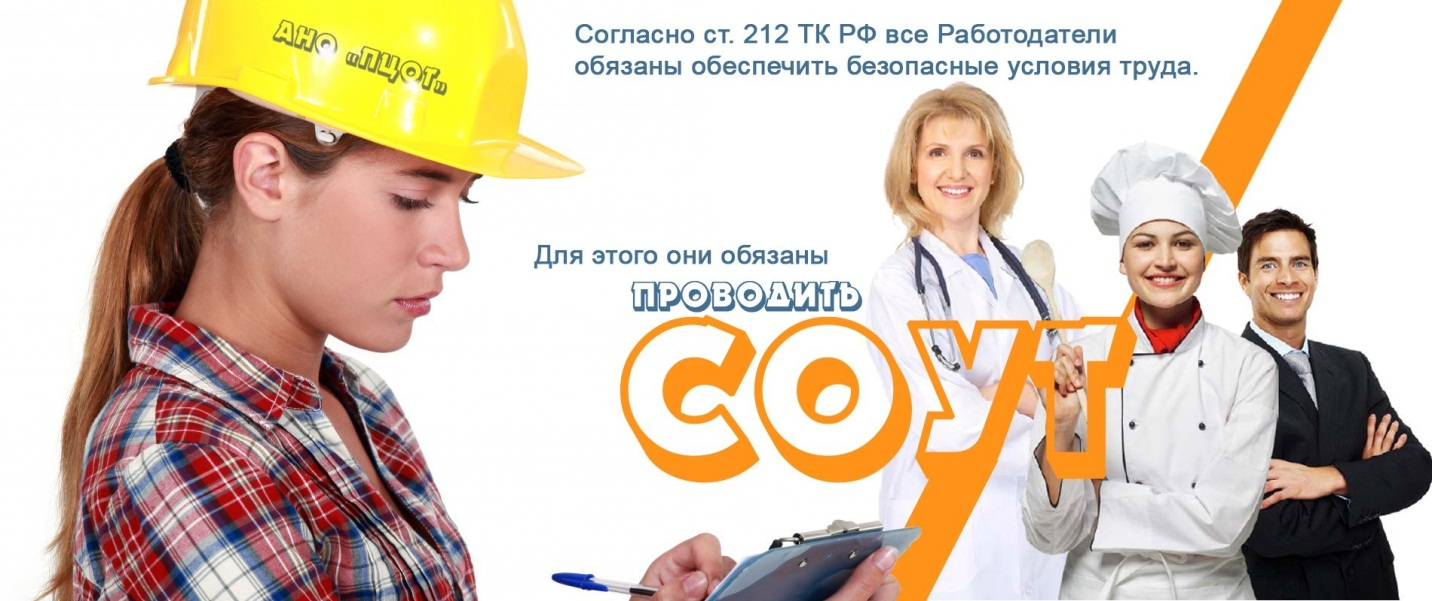 АНО «ПЦОТ»
Согласно ст. 212 ТК РФ все Работодатели
обязаны обеспечить безопасные условия труда.
Для этого они обязаны
ПРОВОДИТЬ
СОУТ